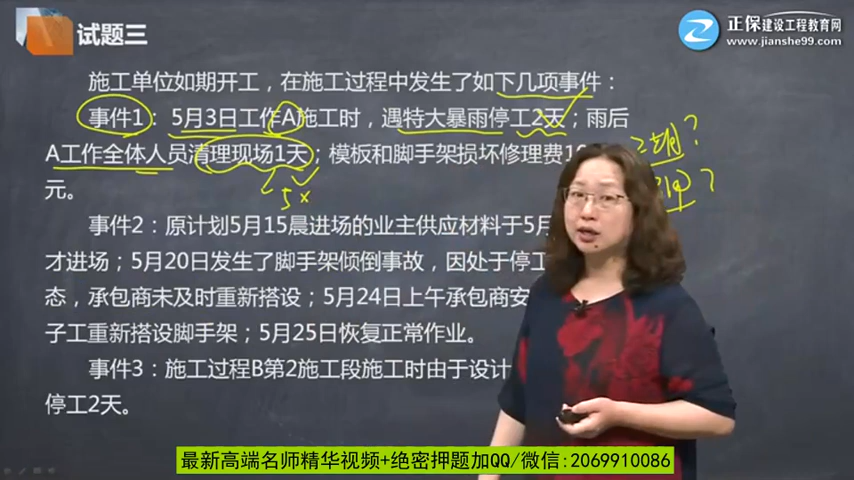 试题三
正保建设工程教育网
www.jianshe99.com
施工单位如期开工，在施工过程中发生了如下几项事件：
事件1：5月3日工作A施工时，遇特大暴雨停工2天；雨后
A工作全体人员清理现场1天；模板和脚手架损坏修理费1
元。
5
事件2：原计划5月15晨进场的业主供应材料于5月
才进场；5月20日发生了脚手架倾倒事故，因处于停工
态，承包商未及时重新搭设；5月24日上午承包商安
子工重新搭设脚手架；5月25日恢复正常作业。
事件3：施工过程B第2施工段施工时由于设计
停工2天。
最新高端名师精华视频+绝密押题加QQ/微信:2069910086